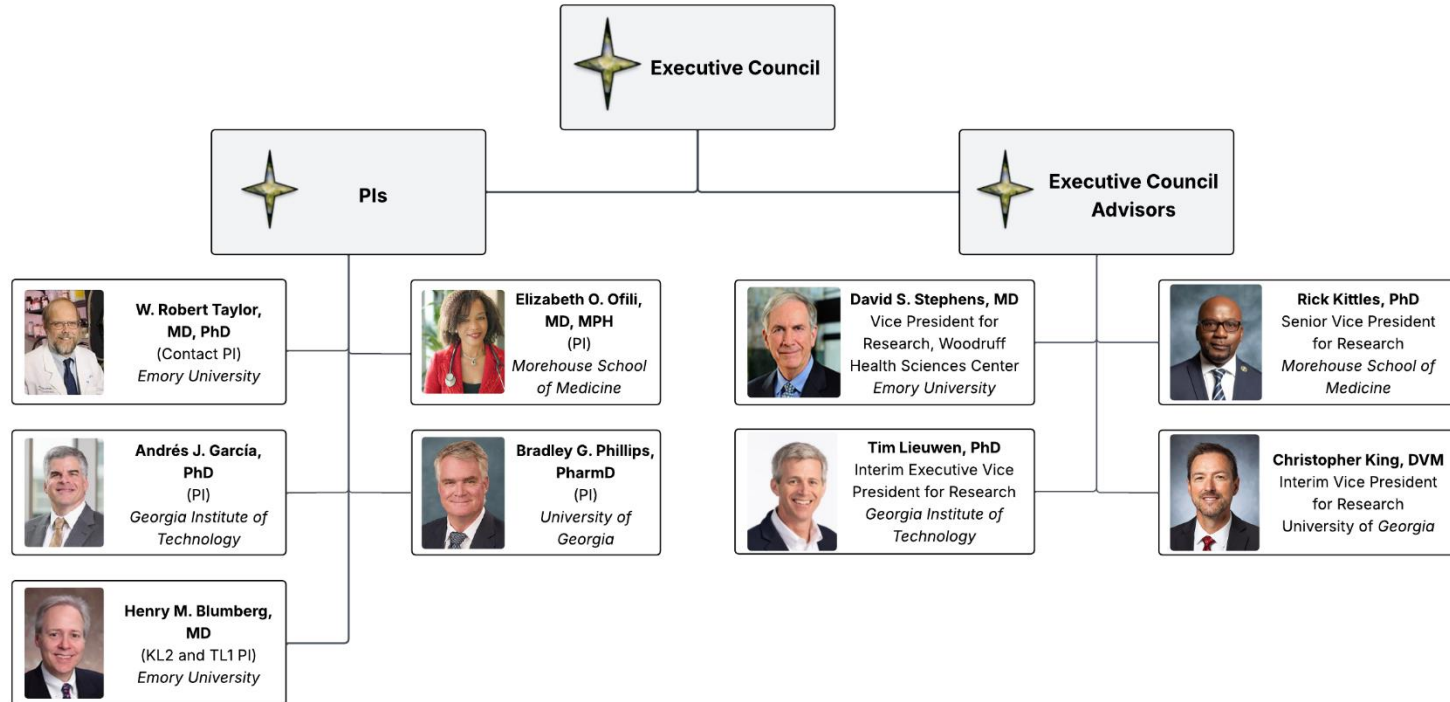 Executive Council
PIs
Executive Council
Advisors
W. Robert Taylor,
MD, PhD
(Contact PI)
Emory University
Elizabeth O. Ofili,
MD, MPH
(PI)
Morehouse School
of Medicine
David S. Stephens, MD
Vice President for
Research, Woodruff
Health Sciences Center
Emory University
Rick Kittles, PhD
Senior Vice President
for Research
Morehouse School of
Medicine
Andrés J. García,
PhD
(PI)
Georgia Institute of
Technology
Bradley G. Phillips,
PharmD
(PI)
University of
Georgia
Tim Lieuwen, PhD
Interim Executive Vice
President for Research
Georgia Institute of
Technology
Christopher King, DVM
Interim Vice President
for Research
University of Georgia
Henry M. Blumberg,
MD
(KL2 and TL1 PI)
Emory University